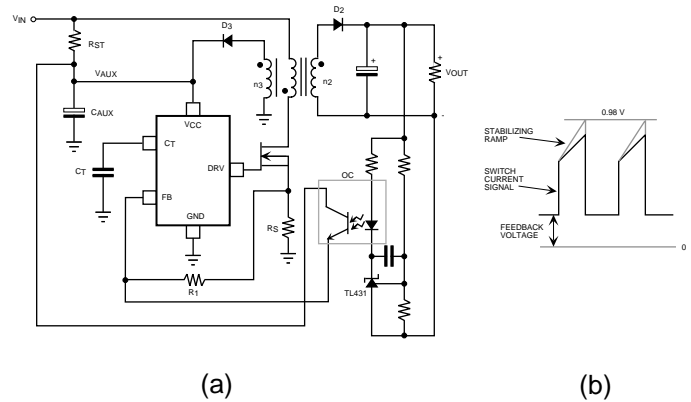 VIN
RST
VAUX
CAUX
D3
n3
n2
D2
+
+
VOUT
-
VCC
CT
DRV
FB
GND
CT
OC
RS
R1
TL431
(a)
0.98 V
STABILIZING
RAMP
SWITCH
CURRENT
SIGNAL
FEEDBACK
VOLTAGE
0
(b)